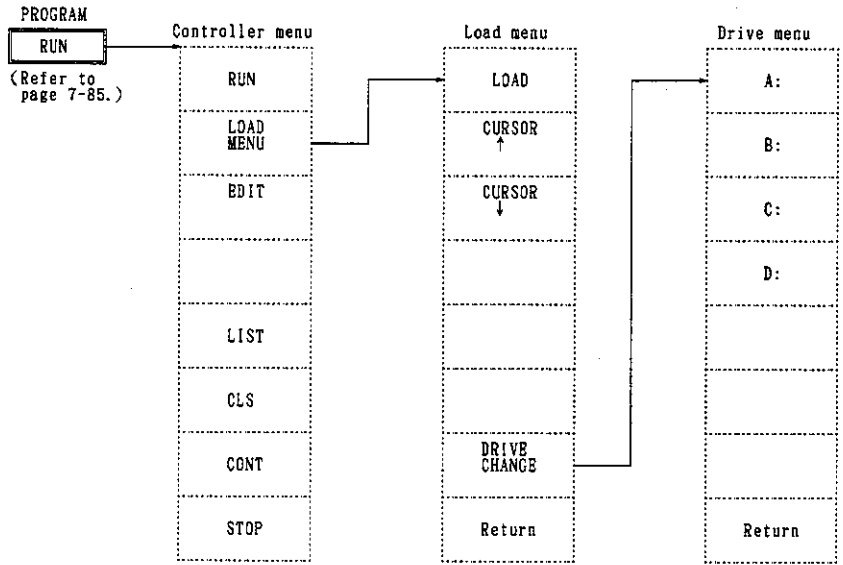 PROGRAM
RUN
(Refer to
page 7-85.)
Controller menu
RUN
LOAD
MENU
EDIT
LIST
CLS
CONT
STOP
Load menu
LOAD
CURSOR
↑
CURSOR
↓
DRIVE
CHANGE
Return
Drive menu
A:
B:
C:
D:
Return